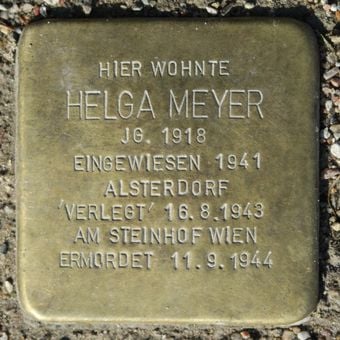 HIER WOHNTE
HELGA MEYER
JG. 1918
EINGEWIESEN 1941
ALSTERDORF
'VERLEGT' 16.8.1943
AM STEINHOF WIEN
ERMORDET 11.9.1944